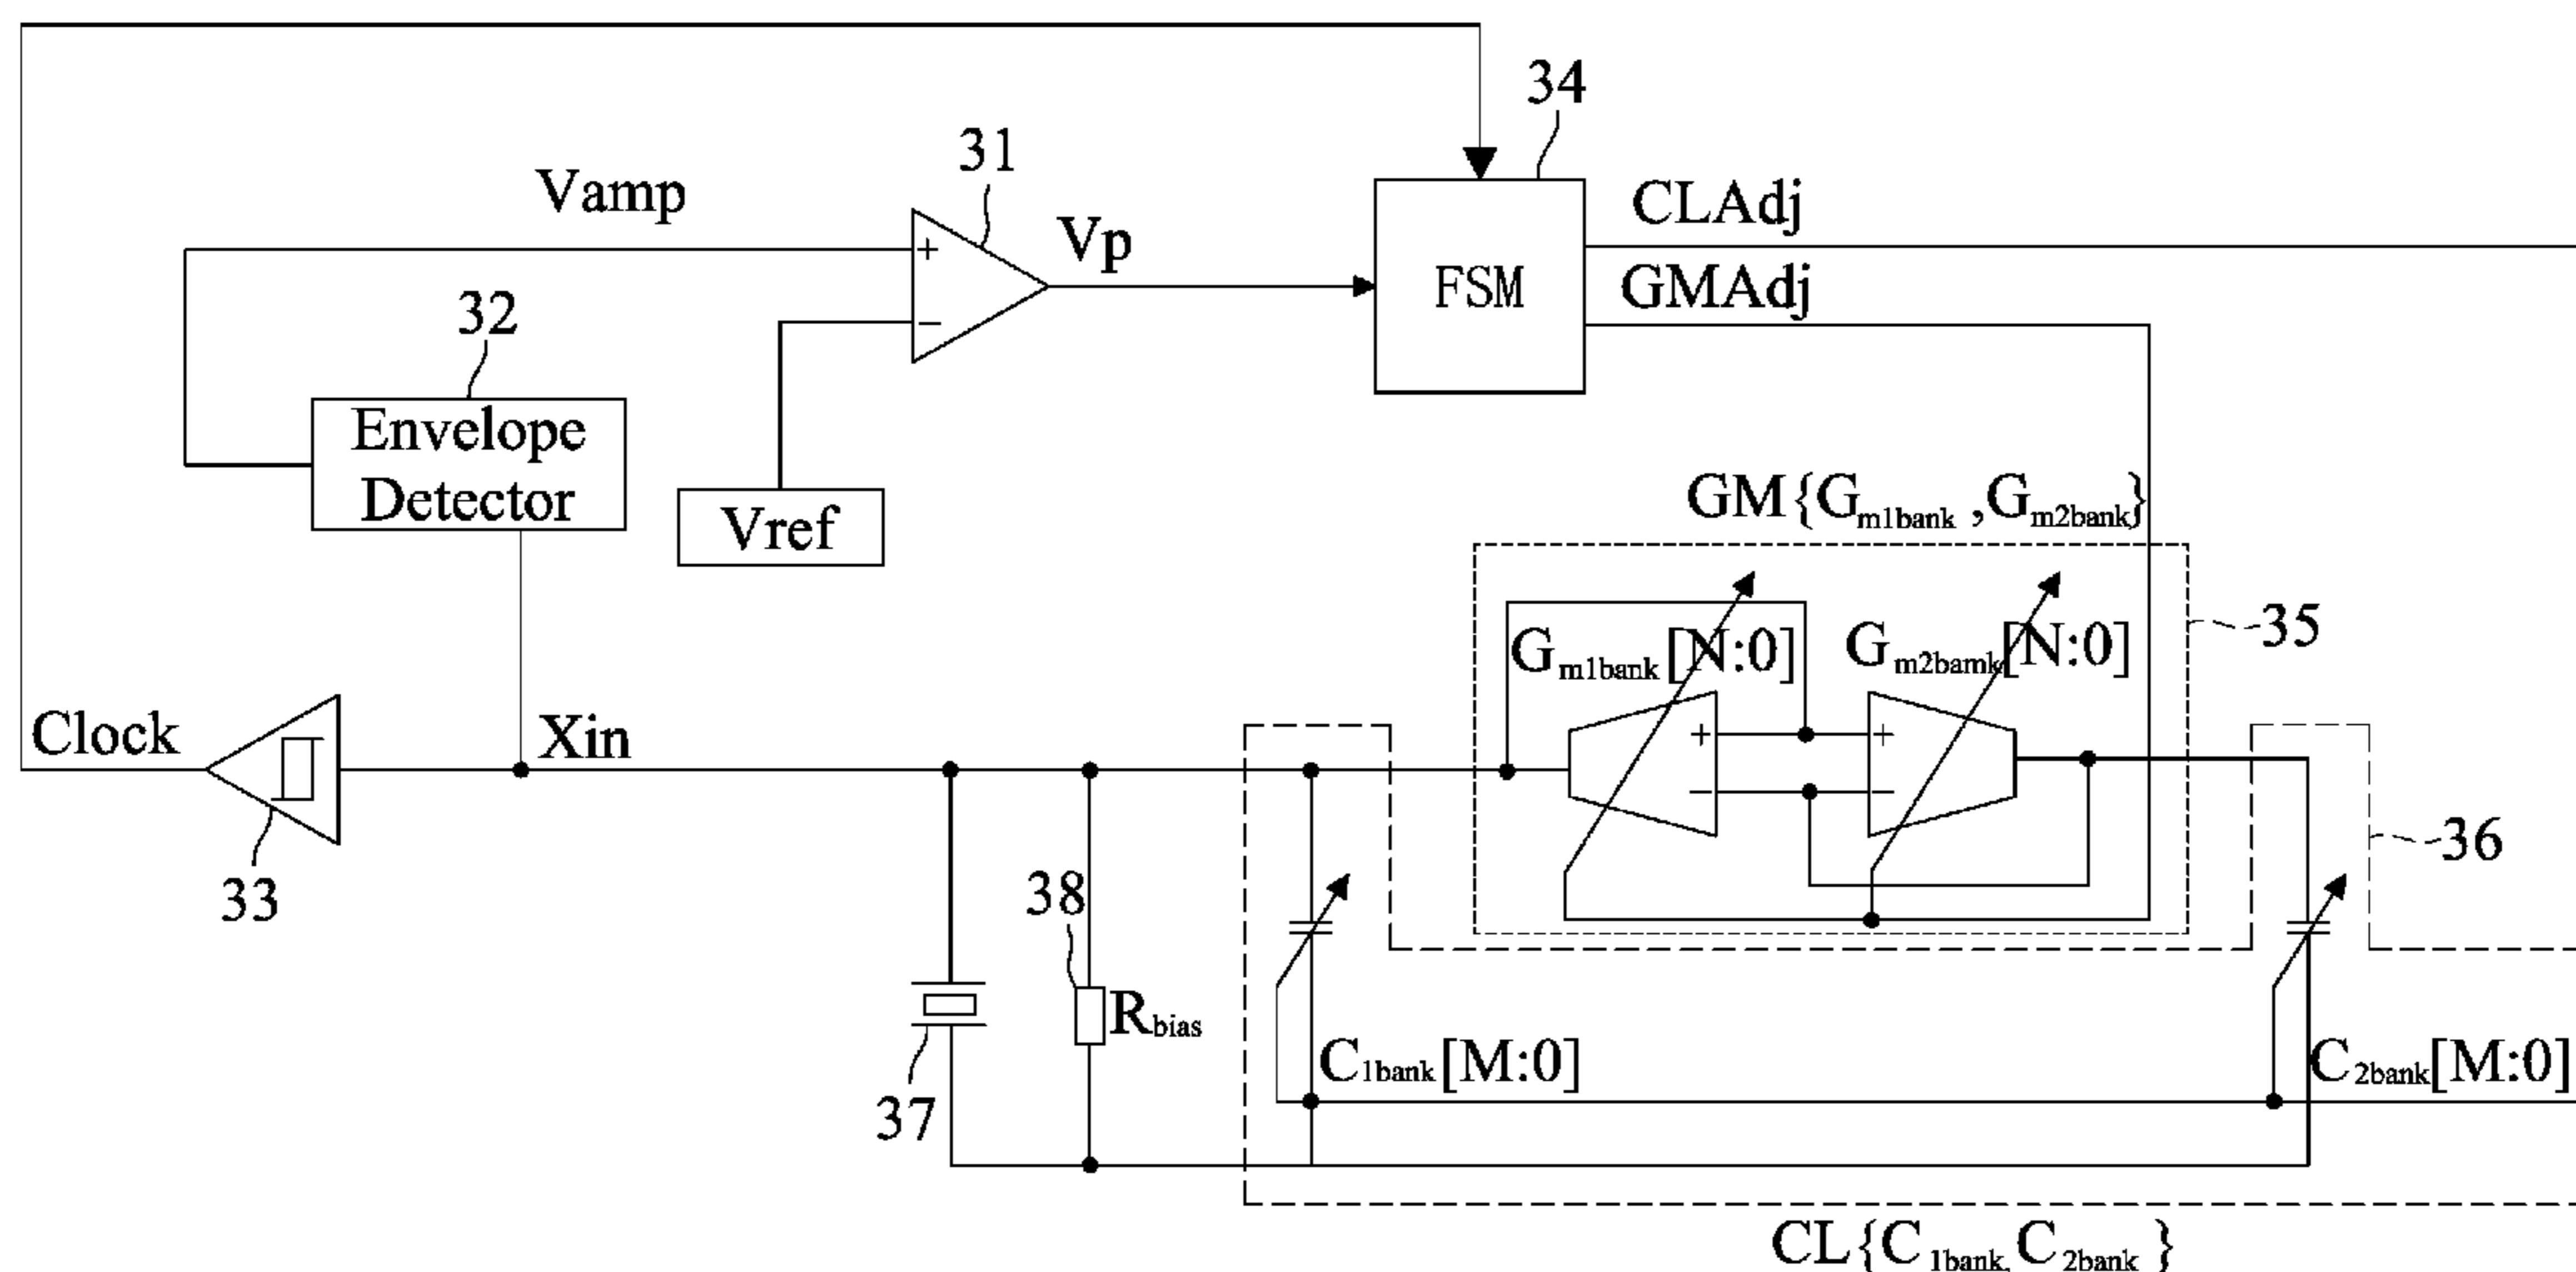 34
31
Vamp
CLAdj
Vp
FSM
GMAdj
32
Envelope
Detector
Vref
GM{Gm1bank ,Gm2bank}
35
Gm1bank[N:0]
Gm2bamk[N:0]
+
−
+
−
+
−
Clock
Xin
33
36
38
Rbias
37
C1bank[M:0]
C2bank[M:0]
CL{C1bank, C2bank }